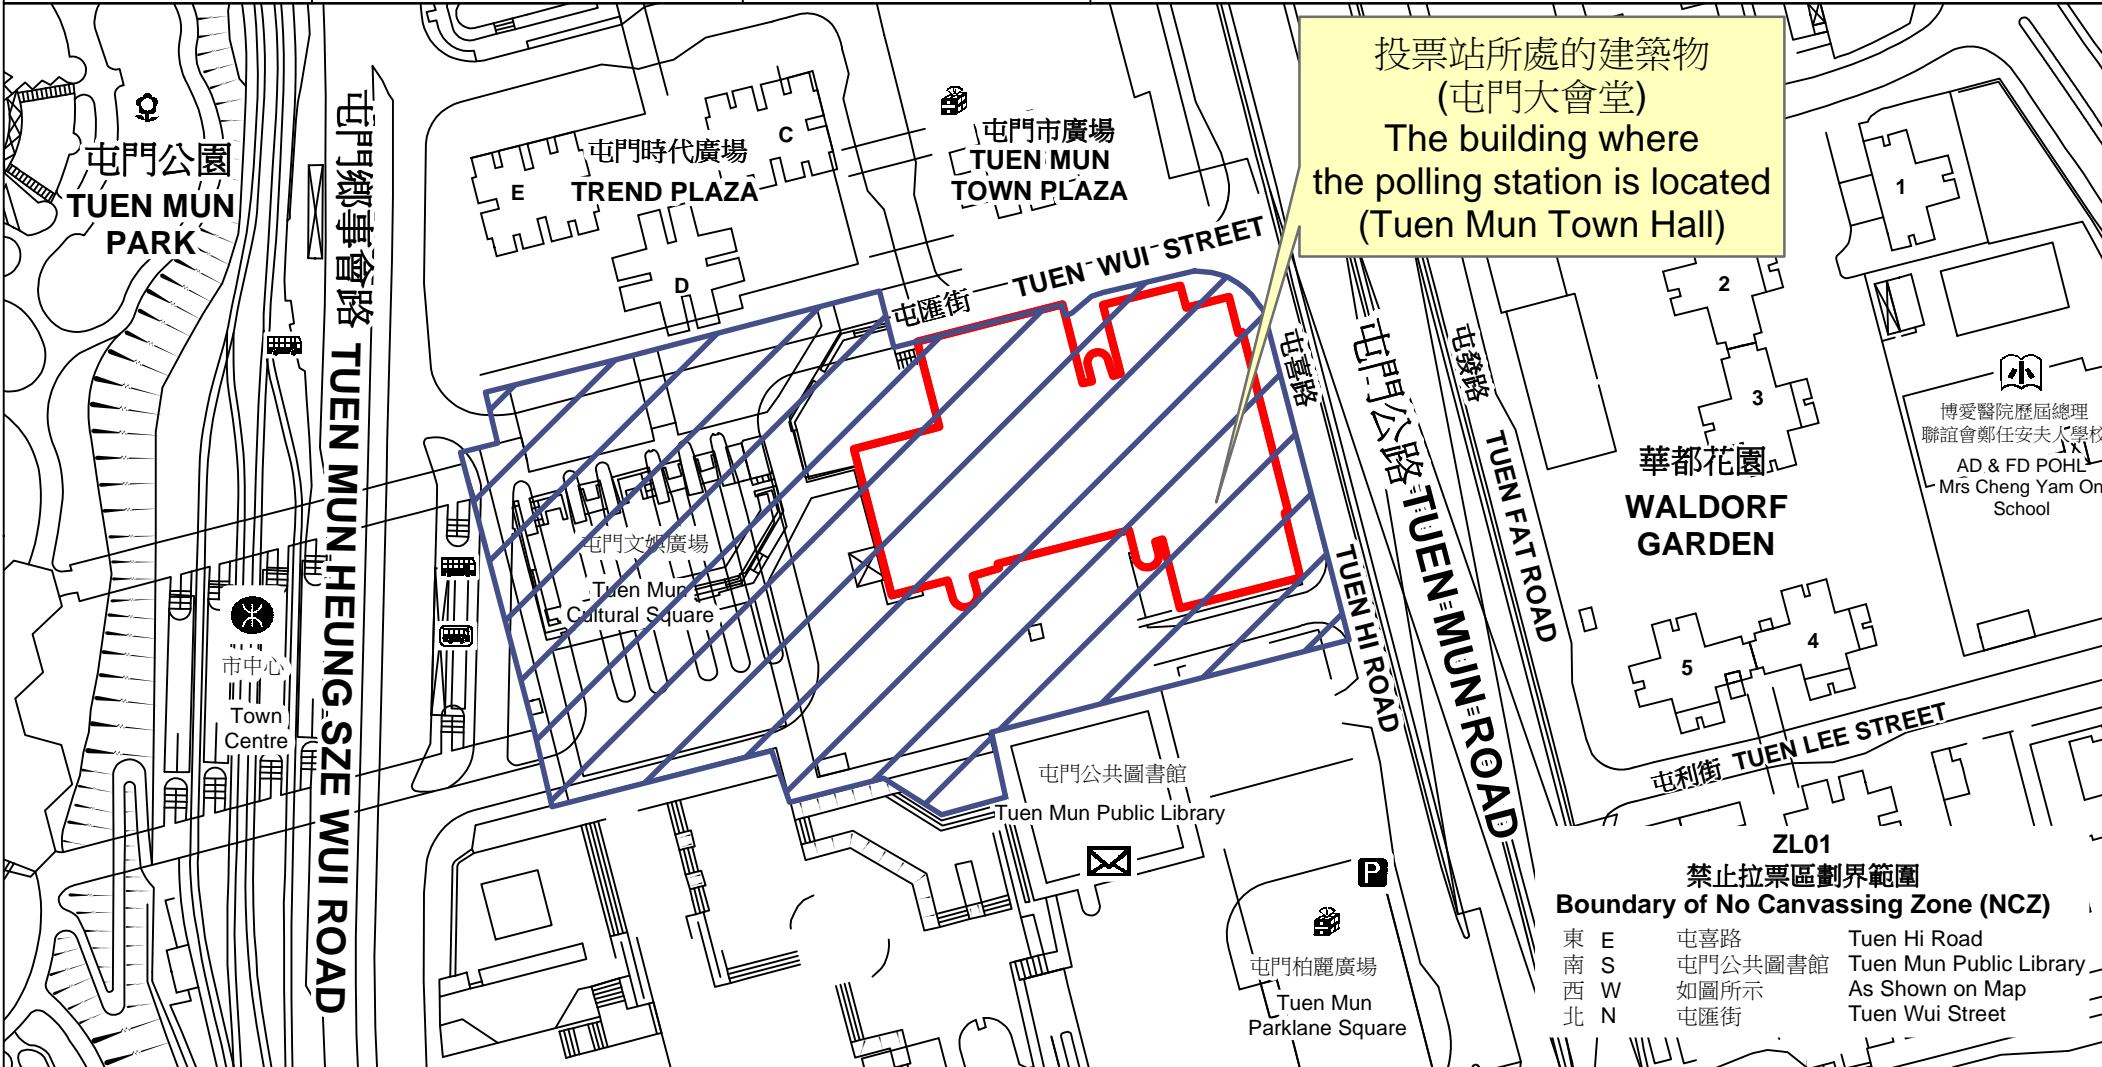 投票站所處的建築物
(屯門大會堂)
The building where
the polling station is located
(Tuen Mun Town Hall)
屯門公園
TUEN MUN
PARK
屯門鄉事會路 TUEN MUN HEUNG SZE WUI ROAD
屯門時代廣場
TREND PLAZA
C
E
D
屯門市廣場
TUEN MUN
TOWN PLAZA
屯匯街 TUEN WUI STREET
屯喜路
TUEN HI ROAD
屯門公路 TUEN MUN ROAD
屯發路
TUEN FAT ROAD
1
2
3
華都花園
WALDORF
GARDEN
4
5
小
博愛醫院歷屆總理
聯誼會鄭任安夫人學校
AD & FD POHL
Mrs Cheng Yam On
School
屯門文娛廣場
Tuen Mun
Cultural Square
市中心
Town
Centre
屯利街 TUEN LEE STREET
屯門公共圖書館
Tuen Mun Public Library
P
屯門柏麗廣場
Tuen Mun
Parklane Square
ZL01
禁止拉票區劃界範圍
Boundary of No Canvassing Zone (NCZ)
東 E 屯喜路 Tuen Hi Road
南 S 屯門公共圖書館 Tuen Mun Public Library
西 W 如圖所示 As Shown on Map
北 N 屯匯街 Tuen Wui Street